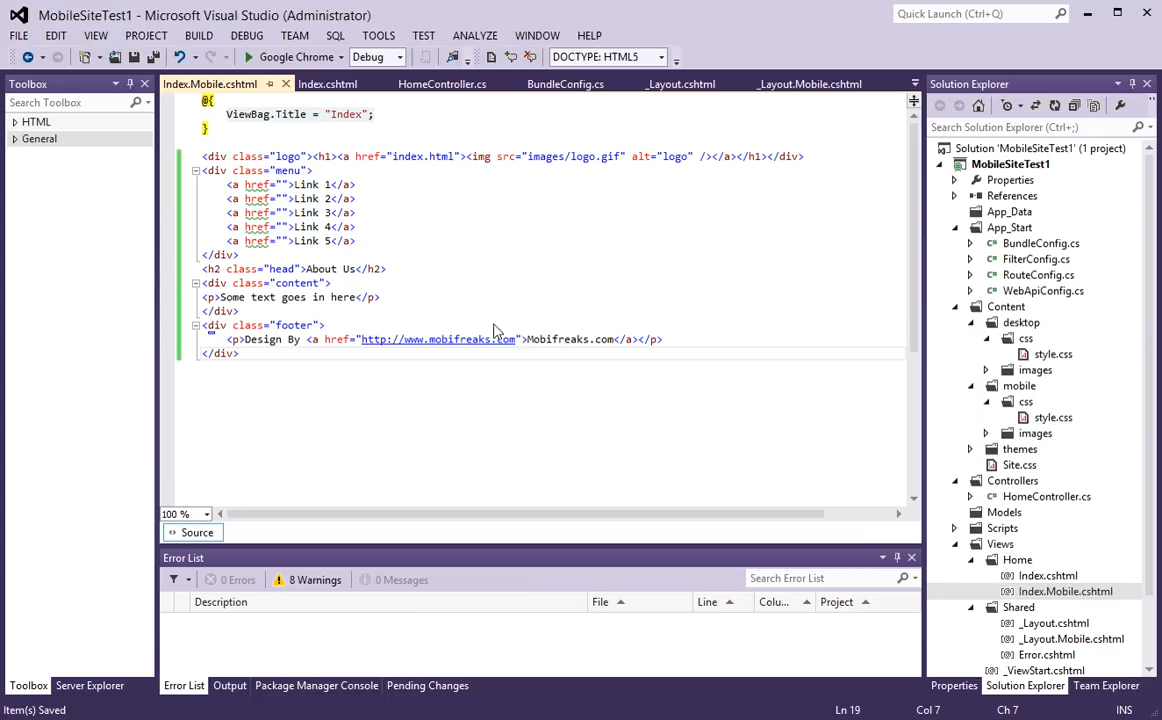 MobileSiteTest1 - Microsoft Visual Studio (Administrator)
Quick Launch (Ctrl+Q)
FILE EDIT VIEW PROJECT BUILD DEBUG TEAM SQL TOOLS TEST ANALYZE WINDOW HELP
Google Chrome Debug DOCTYPE: HTML5
Toolbox
Search Toolbox
HTML
General
Index.Mobile.cshtml Index.cshtml HomeController.cs BundleConfig.cs _Layout.cshtml _Layout.Mobile.cshtml
@{
ViewBag.Title = "Index";
}
<div class="logo"><h1><a href="index.html"><img src="images/logo.gif" alt="logo" /></a></h1></div>
<div class="menu">
<a href="">Link 1</a>
<a href="">Link 2</a>
<a href="">Link 3</a>
<a href="">Link 4</a>
<a href="">Link 5</a>
</div>
<h2 class="head">About Us</h2>
<div class="content">
<p>Some text goes in here</p>
</div>
<div class="footer">
<p>Design By <a href="http://www.mobifreaks.com">Mobifreaks.com</a></p>
</div>
100 %
Source
Error List
0 Errors 8 Warnings 0 Messages
Search Error List
Description File Line Colu... Project
Solution Explorer
Search Solution Explorer (Ctrl+;)
Solution 'MobileSiteTest1' (1 project)
MobileSiteTest1
Properties
References
App_Data
App_Start
BundleConfig.cs
FilterConfig.cs
RouteConfig.cs
WebApiConfig.cs
Content
desktop
css
style.css
images
mobile
css
style.css
images
themes
Site.css
Controllers
HomeController.cs
Models
Scripts
Views
Home
Index.cshtml
Index.Mobile.cshtml
Shared
_Layout.cshtml
_Layout.Mobile.cshtml
Error.cshtml
_ViewStart.cshtml
Toolbox Server Explorer
Error List Output Package Manager Console Pending Changes
Properties Solution Explorer Team Explorer
Item(s) Saved
Ln 19 Col 7 Ch 7 INS